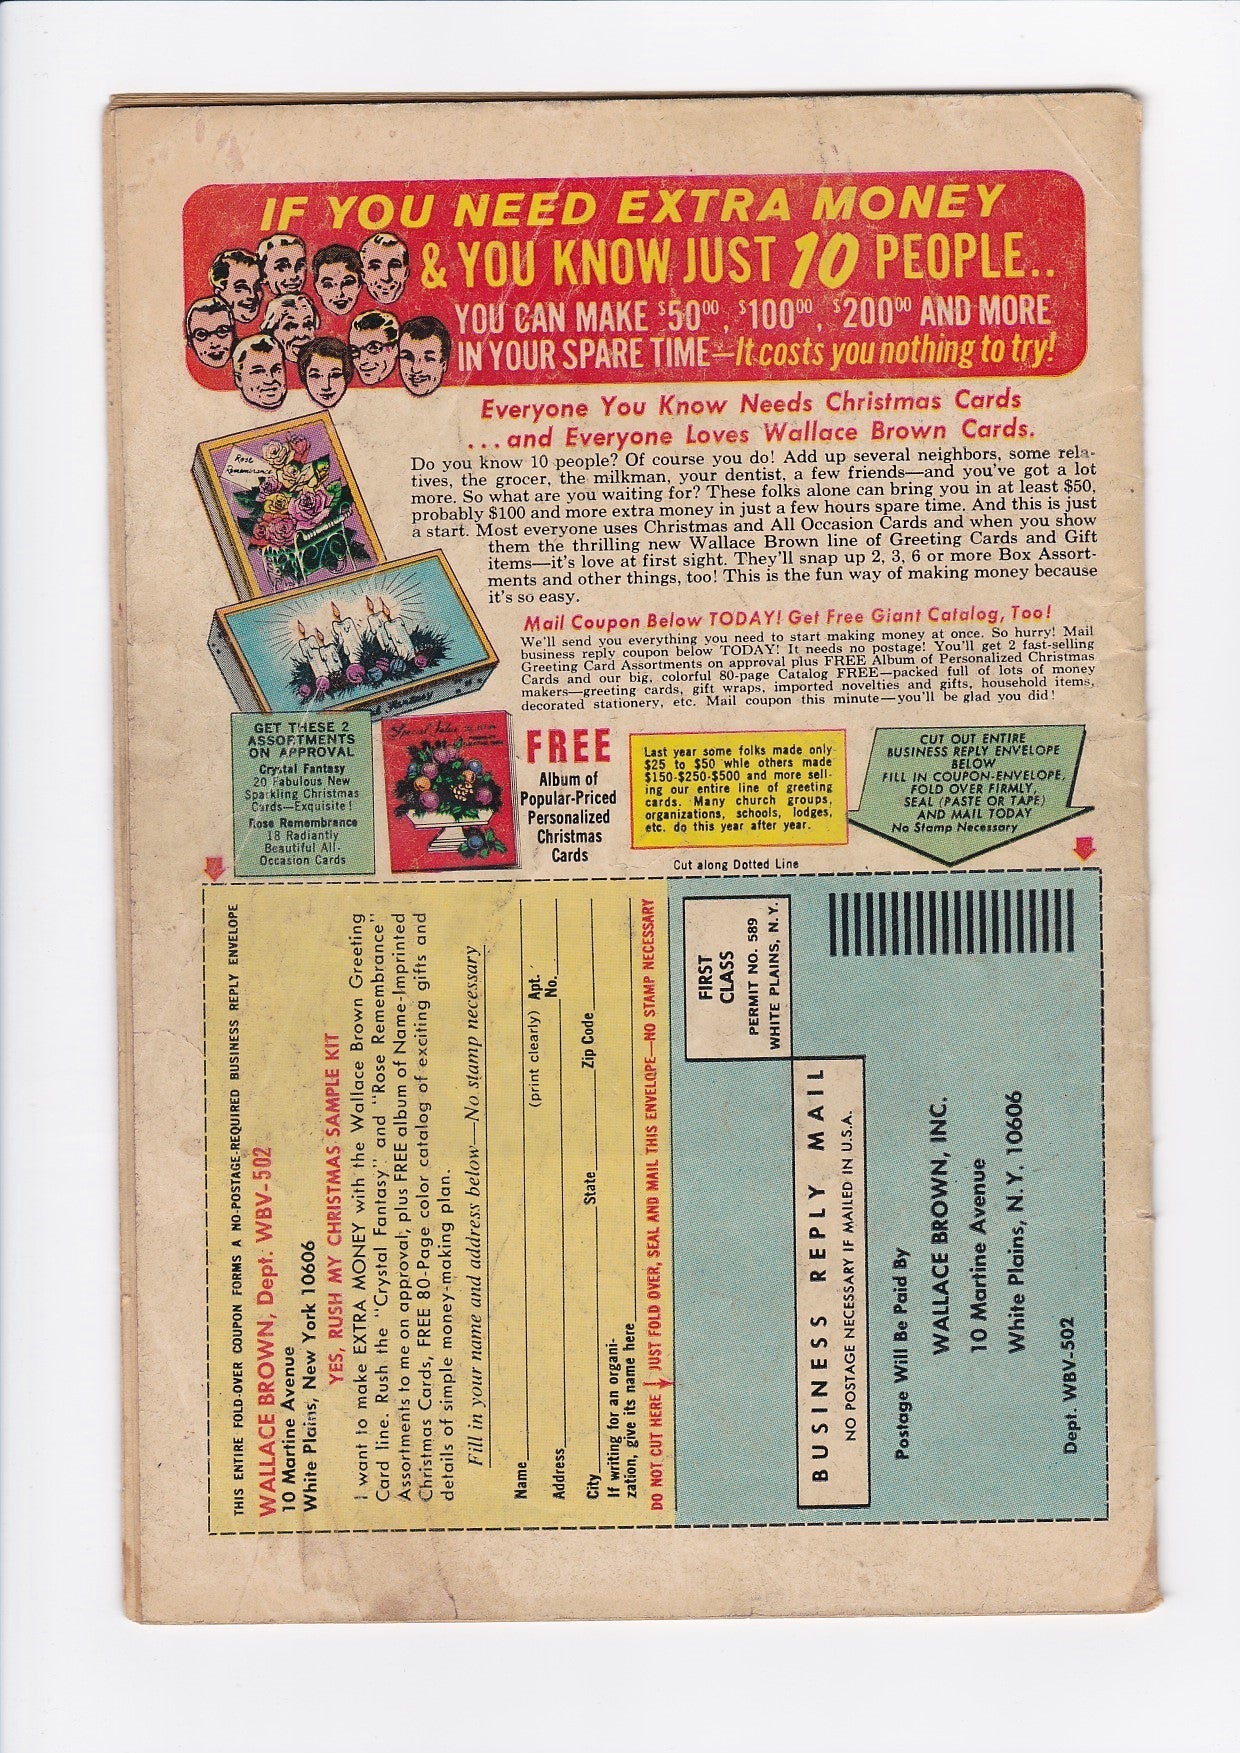 IF YOU NEED EXTRA MONEY
& YOU KNOW JUST 10 PEOPLE..
YOU CAN MAKE $50⁰⁰, $100⁰⁰, $200⁰⁰ AND MORE
IN YOUR SPARE TIME—It costs you nothing to try!
Everyone You Know Needs Christmas Cards
...and Everyone Loves Wallace Brown Cards.
Do you know 10 people? Of course you do! Add up several neighbors, some rela-
tives, the grocer, the milkman, your dentist, a few friends—and you've got a lot
more. So what are you waiting for? These folks alone can bring you in at least $50,
probably $100 and more extra money in just a few hours spare time. And this is just
a start. Most everyone uses Christmas and All Occasion Cards and when you show
them the thrilling new Wallace Brown line of Greeting Cards and Gift
items—it's love at first sight. They'll snap up 2, 3, 6 or more Box Assort-
ments and other things, too! This is the fun way of making money because
it's so easy.
Rose
Remembrance
Mail Coupon Below TODAY! Get Free Giant Catalog, Too!
We'll send you everything you need to start making money at once. So hurry! Mail
business reply coupon below TODAY! It needs no postage! You'll get 2 fast-selling
Greeting Card Assortments on approval plus FREE Album of Personalized Christmas
Cards and our big, colorful 80-page Catalog FREE—packed full of lots of money
makers—greeting cards, gift wraps, imported novelties and gifts, household items,
decorated stationery, etc. Mail coupon this minute—you'll be glad you did!
Fantasy
GET THESE 2
ASSORTMENTS
ON APPROVAL
Crystal Fantasy
20 Fabulous New
Sparkling Christmas
Cards—Exquisite!
Rose Remembrance
18 Radiantly
Beautiful All-
Occasion Cards
FREE
Album of
Popular-Priced
Personalized
Christmas
Cards
Last year some folks made only
$25 to $50 while others made
$150-$250-$500 and more sell-
ing our entire line of greeting
cards. Many church groups,
organizations, schools, lodges,
etc. do this year after year.
CUT OUT ENTIRE
BUSINESS REPLY ENVELOPE
BELOW
FILL IN COUPON-ENVELOPE,
FOLD OVER FIRMLY,
SEAL (PASTE OR TAPE)
AND MAIL TODAY
No Stamp Necessary
Cut along Dotted Line
THIS ENTIRE FOLD-OVER COUPON FORMS A NO-POSTAGE-REQUIRED BUSINESS REPLY ENVELOPE
WALLACE BROWN, Dept. WBV-502
10 Martine Avenue
White Plains, New York 10606
YES, RUSH MY CHRISTMAS SAMPLE KIT
I want to make EXTRA MONEY with the Wallace Brown Greeting
Card line. Rush the "Crystal Fantasy" and "Rose Remembrance"
Assortments to me on approval; plus FREE album of Name-Imprinted
Christmas Cards, FREE 80-Page color catalog of exciting gifts and
details of simple money-making plan.
Fill in your name and address below—No stamp necessary
Name
(print clearly)
Apt.
No.
Address
City State Zip Code
If writing for an organi-
zation, give its name here
DO NOT CUT HERE JUST FOLD OVER, SEAL AND MAIL THIS ENVELOPE—NO STAMP NECESSARY
FIRST
CLASS
PERMIT NO. 589
WHITE PLAINS, N.Y.
BUSINESS REPLY MAIL
NO POSTAGE NECESSARY IF MAILED IN U.S.A.
Postage Will Be Paid By
WALLACE BROWN, INC.
10 Martine Avenue
White Plains, N.Y. 10606
Dept. WBV-502